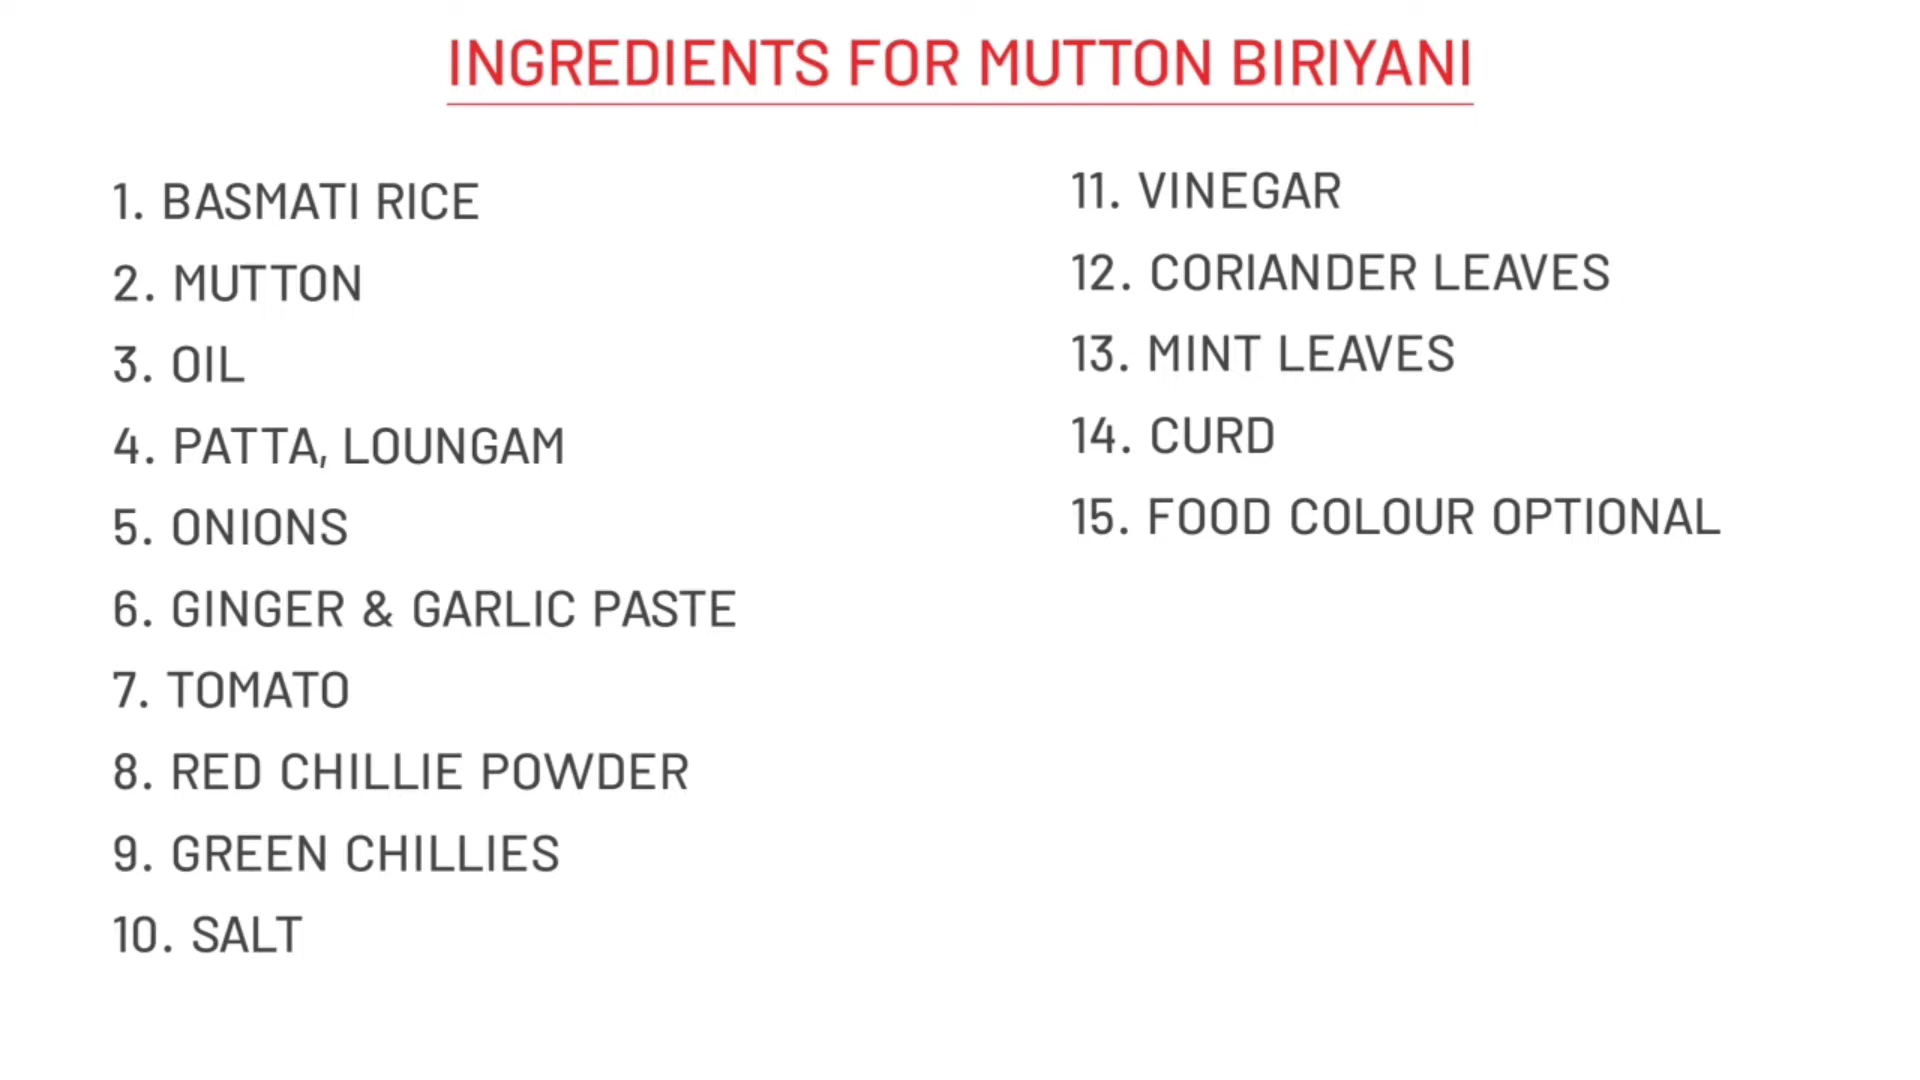 INGREDIENTS FOR MUTTON BIRIYANI
1. BASMATI RICE
2. MUTTON
3. OIL
4. PATTA, LOUNGAM
5. ONIONS
6. GINGER & GARLIC PASTE
7. TOMATO
8. RED CHILLIE POWDER
9. GREEN CHILLIES
10. SALT
11. VINEGAR
12. CORIANDER LEAVES
13. MINT LEAVES
14. CURD
15. FOOD COLOUR OPTIONAL